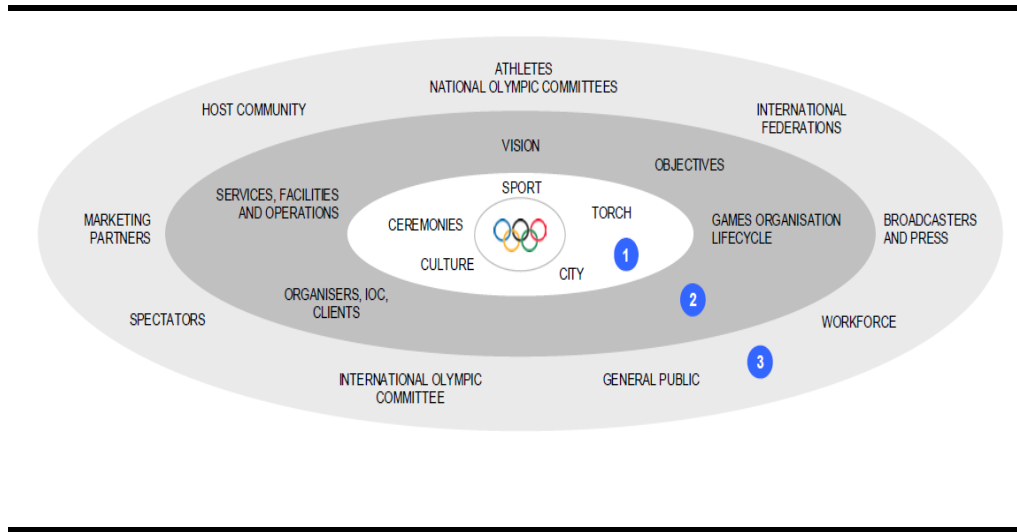 ATHLETES
NATIONAL OLYMPIC COMMITTEES
HOST COMMUNITY
INTERNATIONAL
FEDERATIONS
VISION
OBJECTIVES
SPORT
SERVICES, FACILITIES
AND OPERATIONS
TORCH
MARKETING
PARTNERS
CEREMONIES
GAMES ORGANISATION
LIFECYCLE
BROADCASTERS
AND PRESS
1
CULTURE
CITY
ORGANISERS, IOC,
CLIENTS
2
SPECTATORS
WORKFORCE
3
INTERNATIONAL OLYMPIC
COMMITTEE
GENERAL PUBLIC